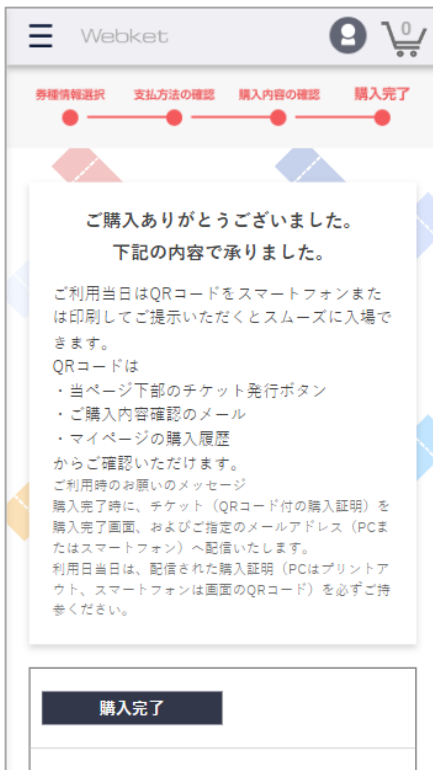 Webket
0
券種情報選択 支払方法の確認 購入内容の確認 購入完了
ご購入ありがとうございました。
下記の内容で承りました。
ご利用当日はQRコードをスマートフォンまた
は印刷してご提示いただくとスムーズに入場で
きます。
QRコードは
・当ページ下部のチケット発行ボタン
・ご購入内容確認のメール
・マイページの購入履歴
からご確認いただけます。
ご利用時のお願いのメッセージ
購入完了時に、チケット（QRコード付の購入証明）を
購入完了画面、およびご指定のメールアドレス（PCま
たはスマートフォン）へ配信いたします。
利用日当日は、配信された購入証明（PCはプリントア
ウト、スマートフォンは画面のQRコード）を必ずご持
参ください。
購入完了